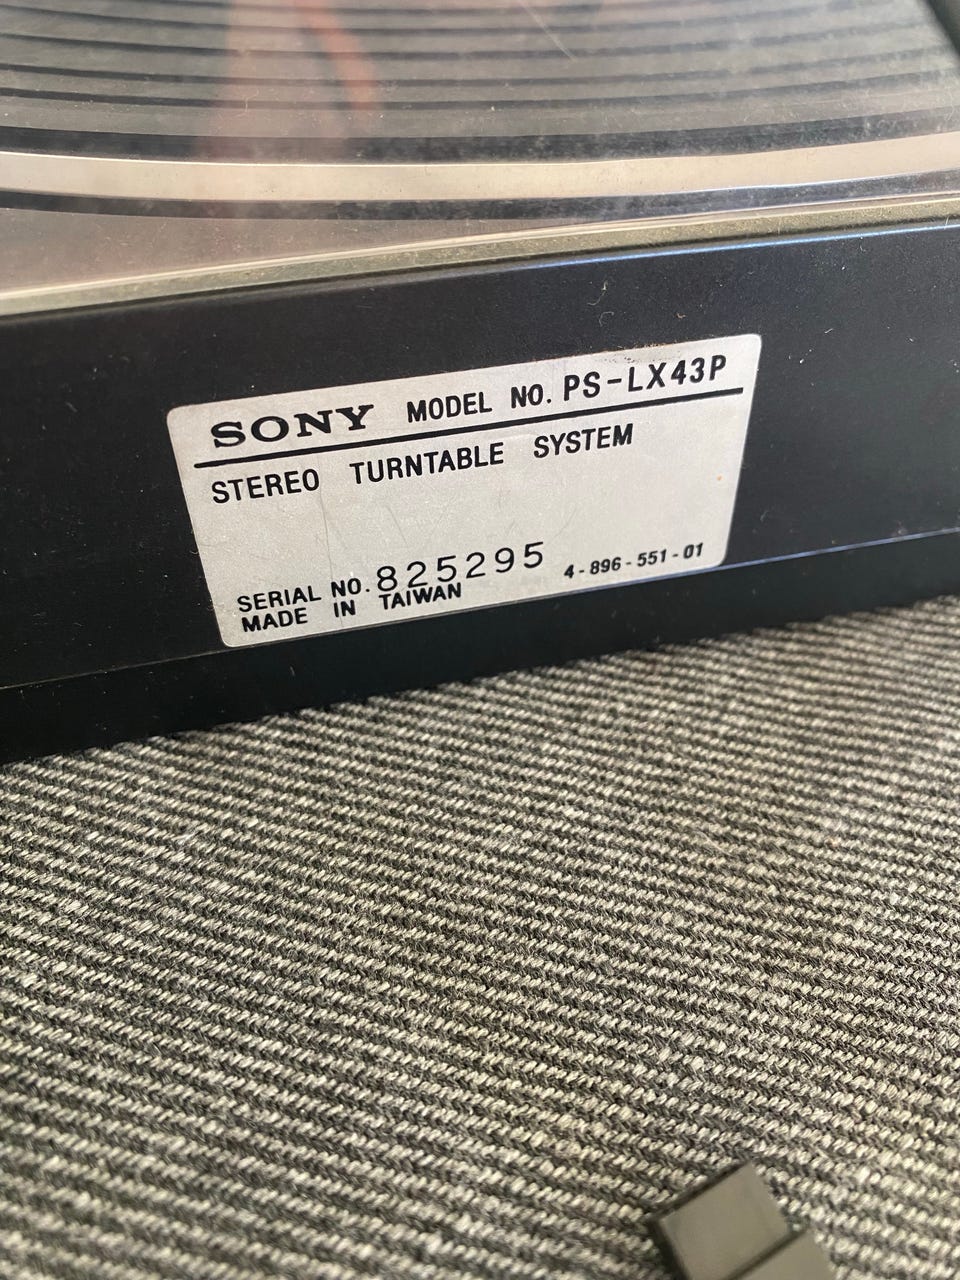 SONY MODEL NO. PS-LX43P
STEREO TURNTABLE SYSTEM
SERIAL NO. 825295 4-896-551-01
MADE IN TAIWAN